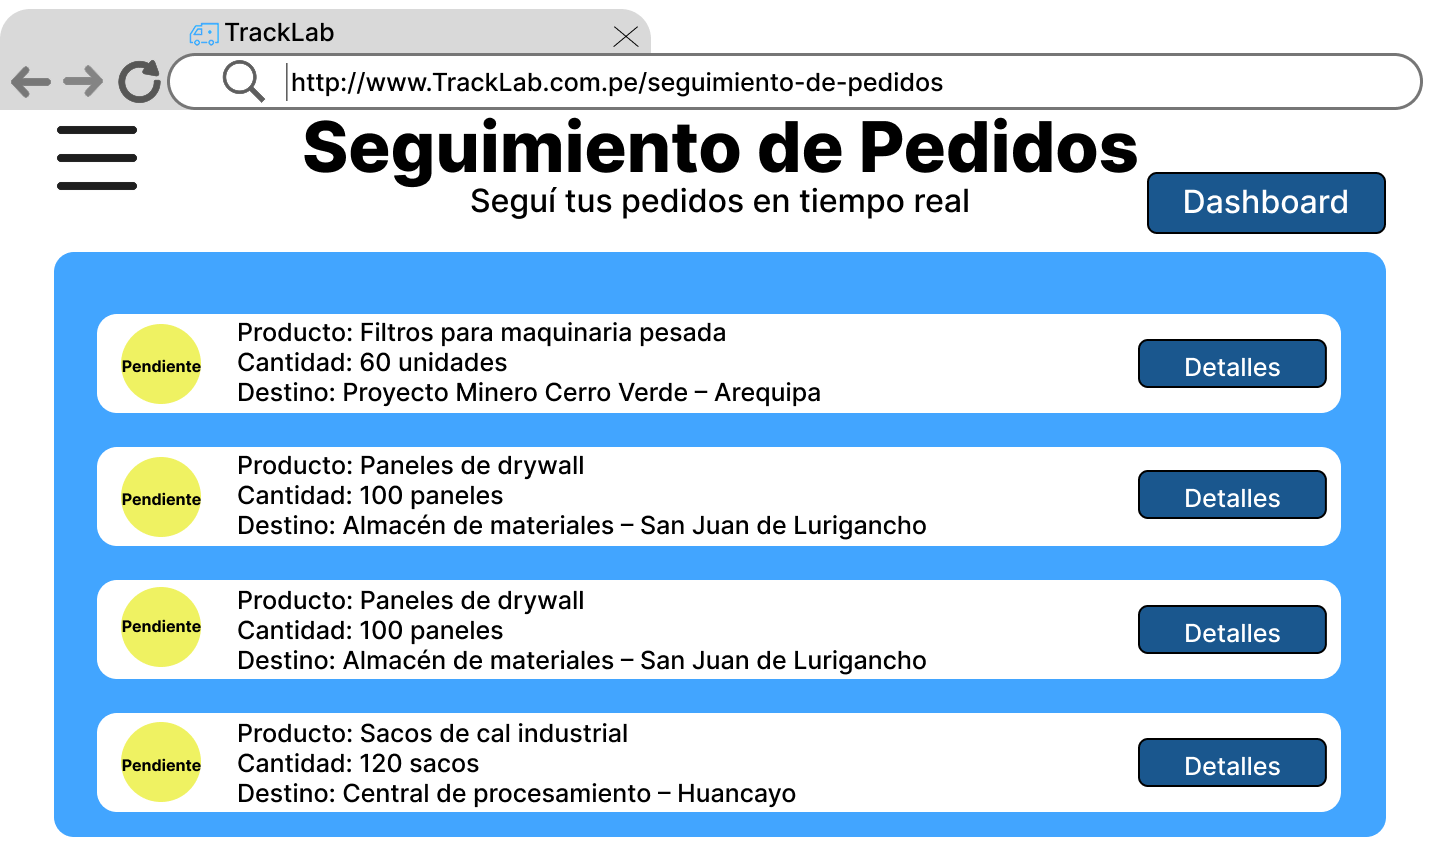 TrackLab
http://www.TrackLab.com.pe/seguimiento-de-pedidos
Seguimiento de Pedidos
Seguí tus pedidos en tiempo real
Dashboard
Pendiente
Producto: Filtros para maquinaria pesada
Cantidad: 60 unidades
Destino: Proyecto Minero Cerro Verde – Arequipa
Detalles
Pendiente
Producto: Paneles de drywall
Cantidad: 100 paneles
Destino: Almacén de materiales – San Juan de Lurigancho
Detalles
Pendiente
Producto: Paneles de drywall
Cantidad: 100 paneles
Destino: Almacén de materiales – San Juan de Lurigancho
Detalles
Pendiente
Producto: Sacos de cal industrial
Cantidad: 120 sacos
Destino: Central de procesamiento – Huancayo
Detalles